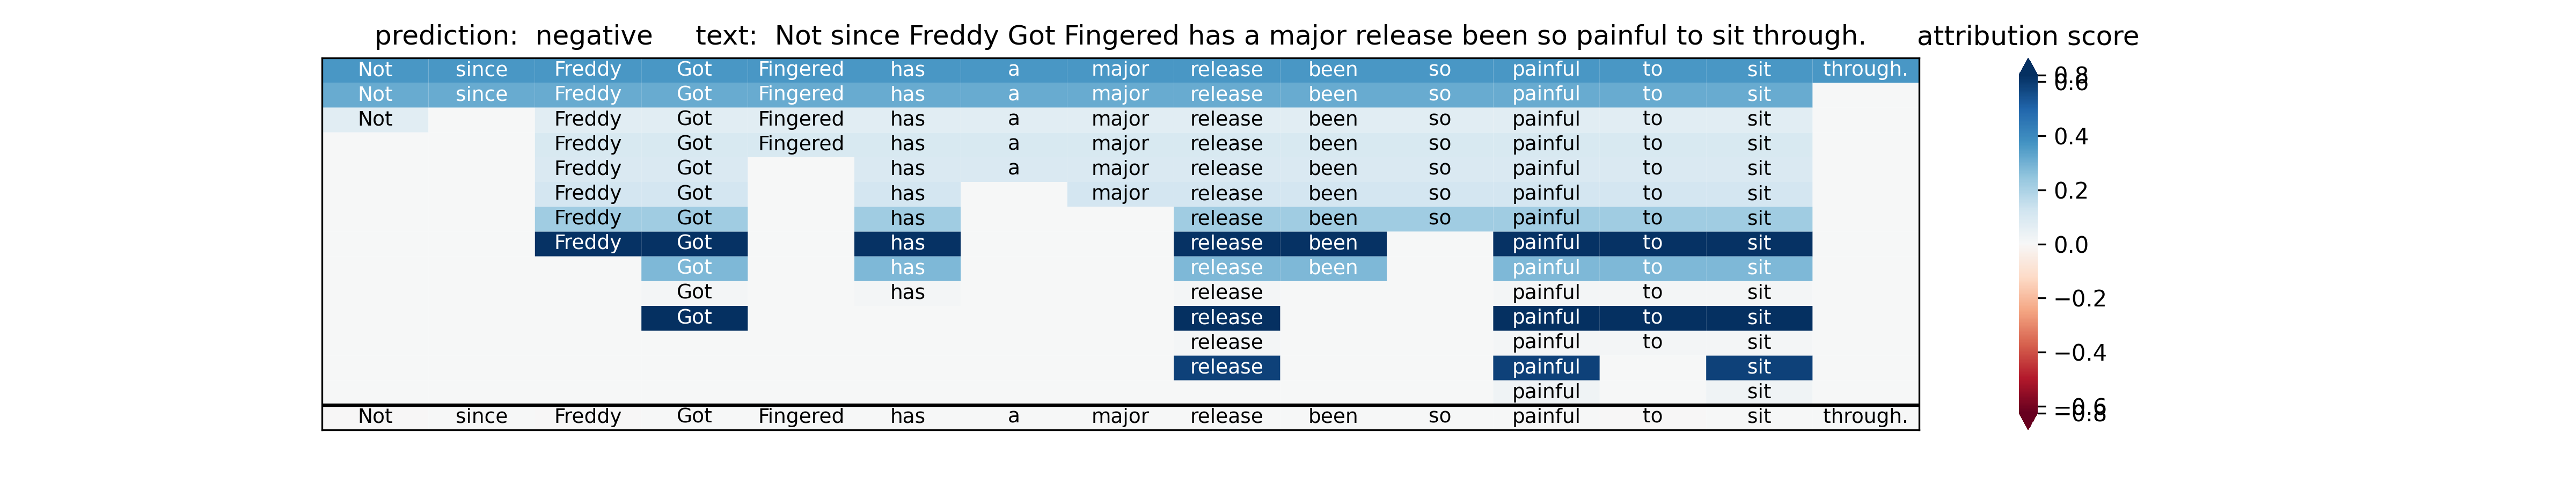 prediction:  negative     text:  Not since Freddy Got Fingered has a major release been so painful to sit through.     attribution score
Not since Freddy Got Fingered has a major release been so painful to sit through.
Not since Freddy Got Fingered has a major release been so painful to sit
Not Freddy Got Fingered has a major release been so painful to sit
Freddy Got Fingered has a major release been so painful to sit
Freddy Got has a major release been so painful to sit
Freddy Got has major release been so painful to sit
Freddy Got has release been so painful to sit
Freddy Got has release been painful to sit
Got has release been painful to sit
Got has release painful to sit
Got release painful to sit
release painful to sit
release painful sit
painful sit
Not since Freddy Got Fingered has a major release been so painful to sit through.
0.8
0.6
0.4
0.2
0.0
−0.2
−0.4
−0.6
−0.8